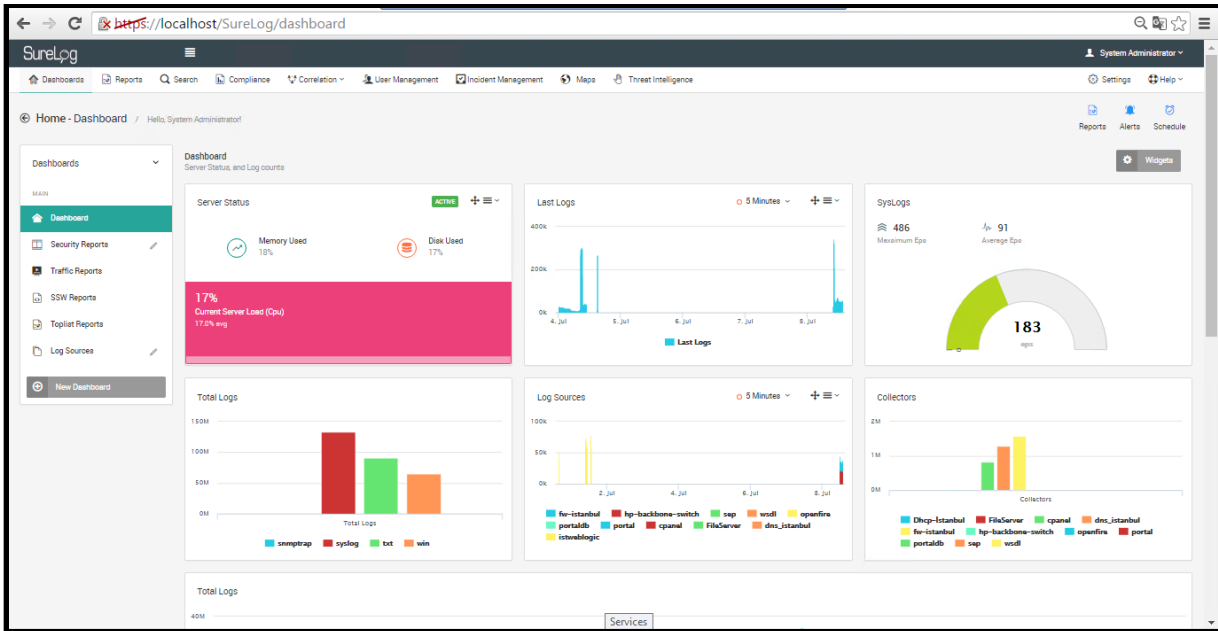 https://localhost/SureLog/dashboard
SureLog
System Administrator
Dashboards Reports Search Compliance Correlation User Management Incident Management Maps Threat Intelligence Settings Help
Home - Dashboard / Hello, System Administrator!
Reports Alerts Schedule
Dashboards
MAIN
Dashboard
Security Reports
Traffic Reports
SSW Reports
Toplist Reports
Log Sources
New Dashboard
Dashboard
Server Status, and Log counts
Widgets
Server Status
ACTIVE
Memory Used
18%
Disk Used
17%
17%
Current Server Load (Cpu)
17.0% avg
Last Logs
5 Minutes
400k
200k
0k
4. Jul 5. Jul 6. Jul 7. Jul 8. Jul
Last Logs
SysLogs
486
Maximum Eps
91
Average Eps
183
eps
0
Total Logs
150M
100M
50M
0M
Total Logs
snmptrap syslog txt win
Log Sources
5 Minutes
100k
50k
0k
2. Jul 4. Jul 6. Jul 8. Jul
fw-istanbul hp-backbone-switch sep wsdl openfire
portaldb portal cpanel FileServer dns_istanbul
istweblogic
Collectors
2M
1M
0M
Collectors
Dhcp-İstanbul FileServer cpanel dns_istanbul
fw-istanbul hp-backbone-switch openfire portal
portaldb sep wsdl
Total Logs
40M
Services